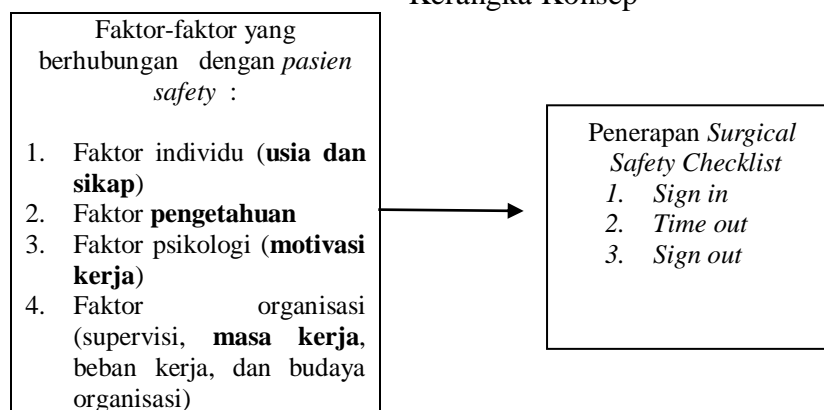 Kerangka Konsep
Faktor-faktor yang
berhubungan dengan pasien
safety :
1. Faktor individu (usia dan
sikap)
2. Faktor pengetahuan
3. Faktor psikologi (motivasi
kerja)
4. Faktor organisasi
(supervisi, masa kerja,
beban kerja, dan budaya
organisasi)
Penerapan Surgical
Safety Checklist
1. Sign in
2. Time out
3. Sign out